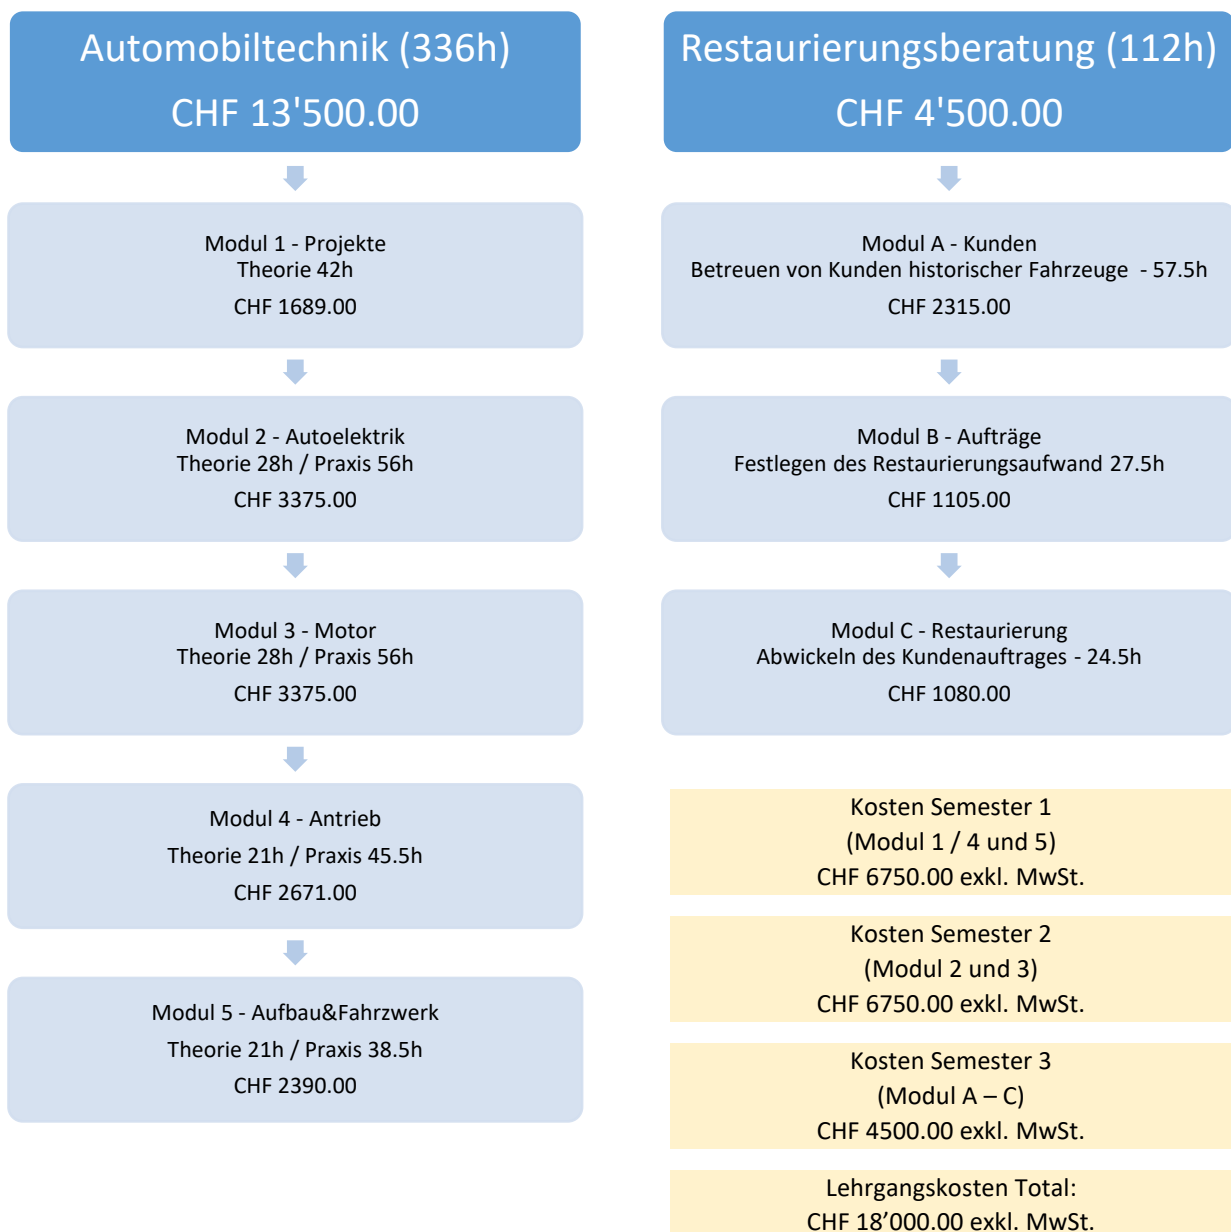 Automobiltechnik (336h)
CHF 13'500.00
Modul 1 - Projekte
Theorie 42h
CHF 1689.00
Modul 2 - Autoelektrik
Theorie 28h / Praxis 56h
CHF 3375.00
Modul 3 - Motor
Theorie 28h / Praxis 56h
CHF 3375.00
Modul 4 - Antrieb
Theorie 21h / Praxis 45.5h
CHF 2671.00
Modul 5 - Aufbau&Fahrzwerk
Theorie 21h / Praxis 38.5h
CHF 2390.00
Restaurierungsberatung (112h)
CHF 4'500.00
Modul A - Kunden
Betreuen von Kunden historischer Fahrzeuge - 57.5h
CHF 2315.00
Modul B - Aufträge
Festlegen des Restaurierungsaufwand 27.5h
CHF 1105.00
Modul C - Restaurierung
Abwickeln des Kundenauftrages - 24.5h
CHF 1080.00
Kosten Semester 1
(Modul 1 / 4 und 5)
CHF 6750.00 exkl. MwSt.
Kosten Semester 2
(Modul 2 und 3)
CHF 6750.00 exkl. MwSt.
Kosten Semester 3
(Modul A – C)
CHF 4500.00 exkl. MwSt.
Lehrgangskosten Total:
CHF 18’000.00 exkl. MwSt.